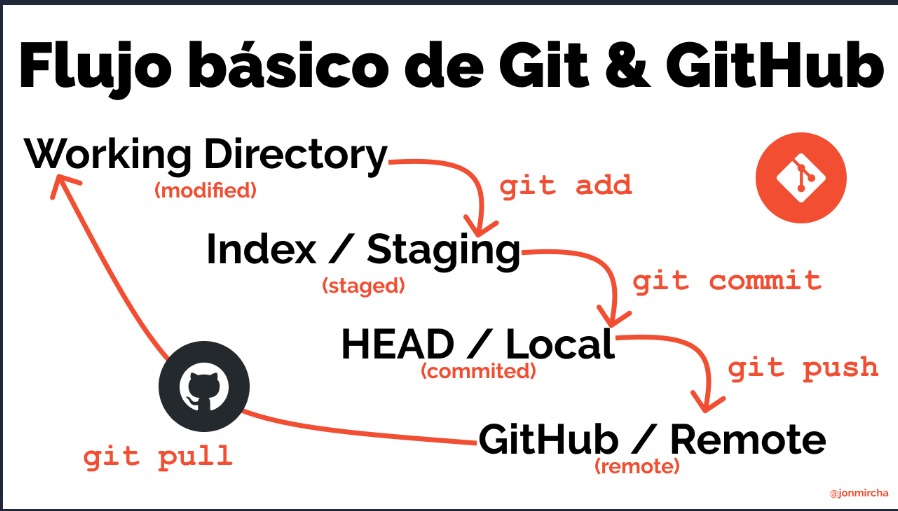 Flujo básico de Git & GitHub
Working Directory
(modified)
git add
Index / Staging
(staged)
git commit
HEAD / Local
(commited)
git push
GitHub / Remote
(remote)
git pull
@jonmircha